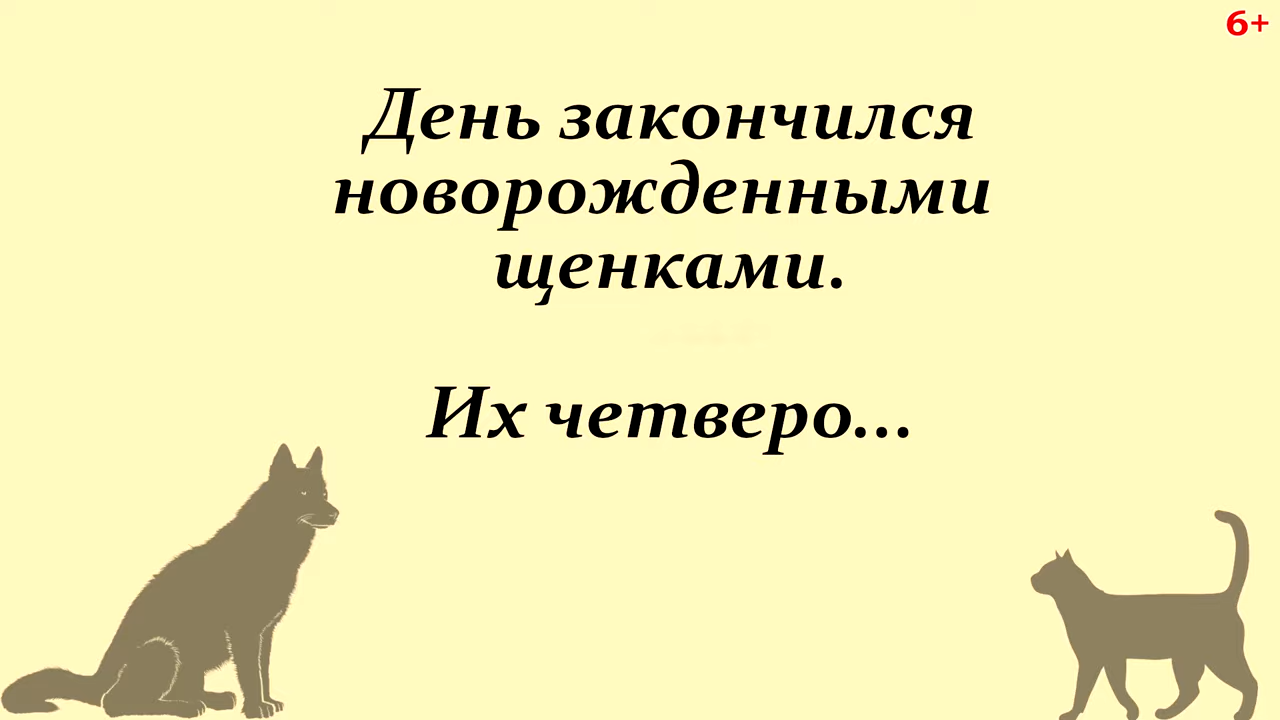 6+
День закончился
новорожденными
щенками.
Их четверо...